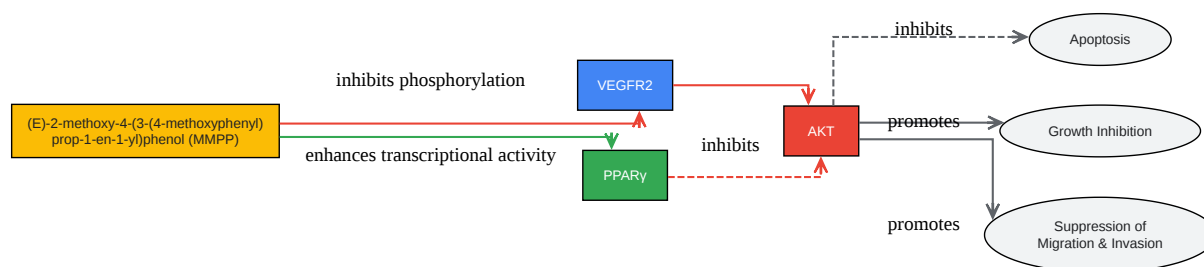 inhibits
Apoptosis
inhibits phosphorylation
VEGFR2
(E)-2-methoxy-4-(3-(4-methoxyphenyl)
prop-1-en-1-yl)phenol (MMPP)
promotes
AKT
Growth Inhibition
enhances transcriptional activity
inhibits
PPARγ
promotes
Suppression of
Migration & Invasion